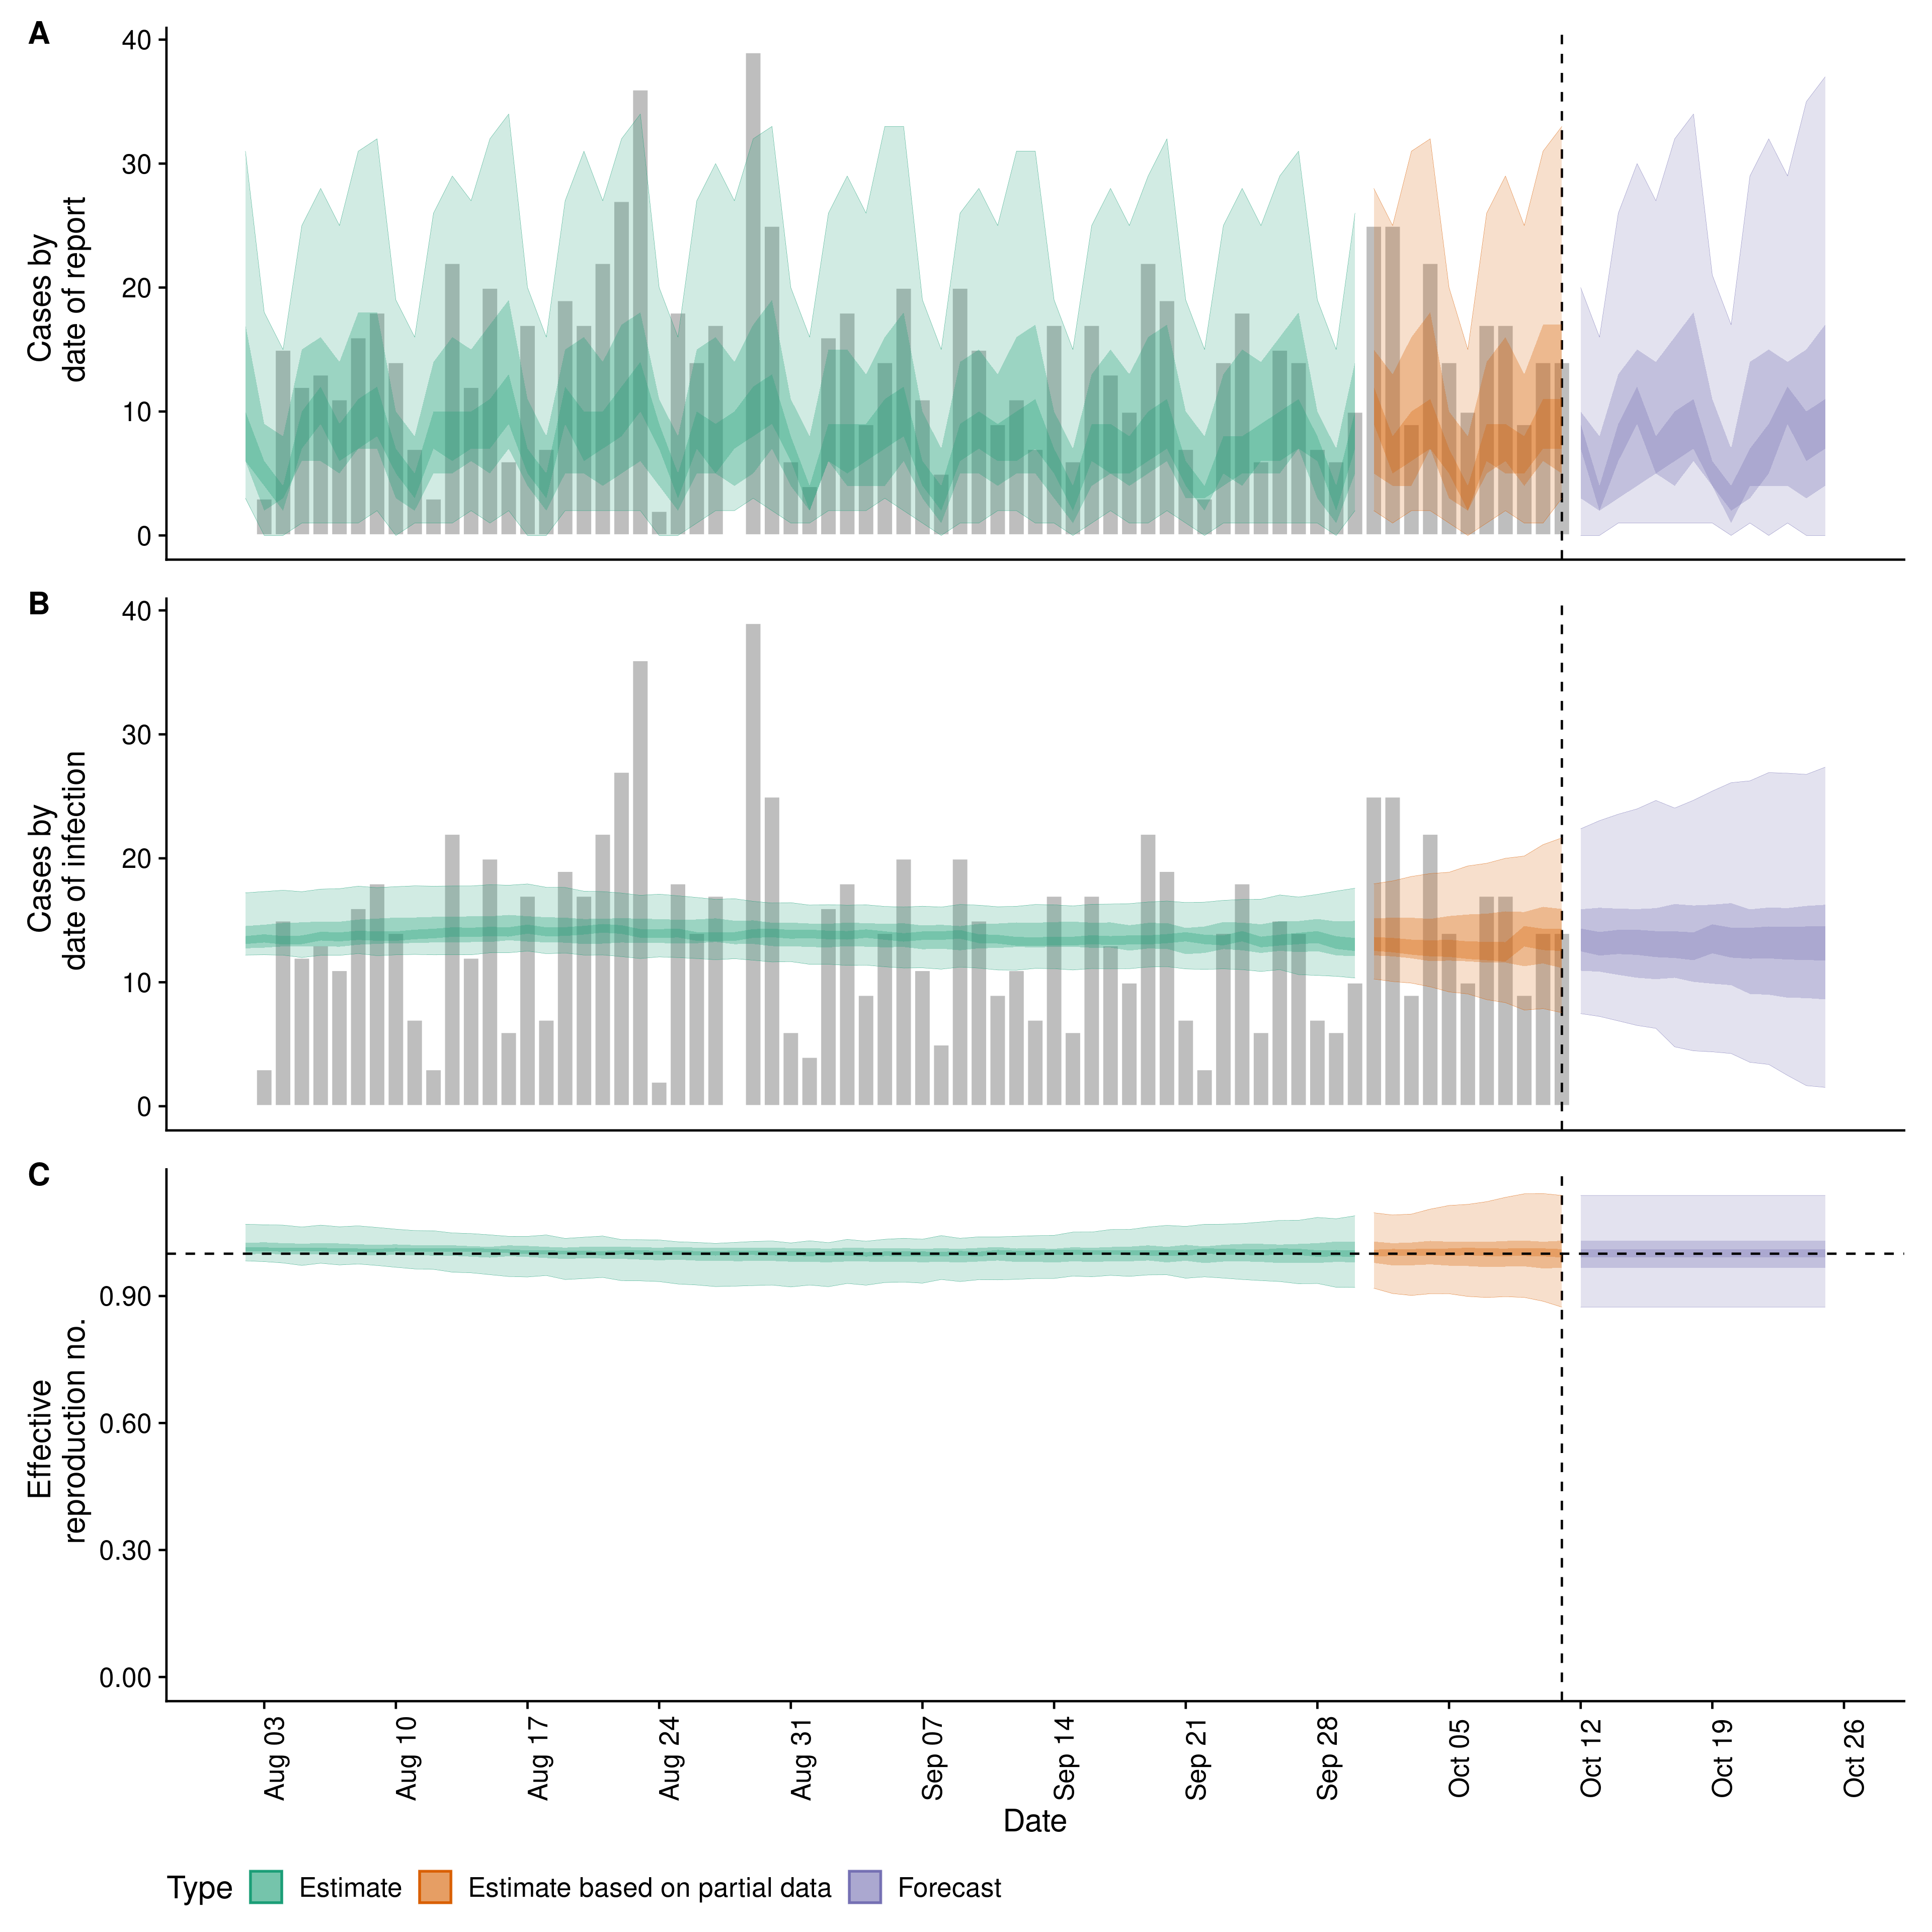 A
40
30
20
10
0
Cases by
date of report
B
40
30
20
10
0
Cases by
date of infection
C
0.90
0.60
0.30
0.00
Effective
reproduction no.
Aug 03
Aug 10
Aug 17
Aug 24
Aug 31
Sep 07
Sep 14
Sep 21
Sep 28
Oct 05
Oct 12
Oct 19
Oct 26
Date
Type Estimate Estimate based on partial data Forecast